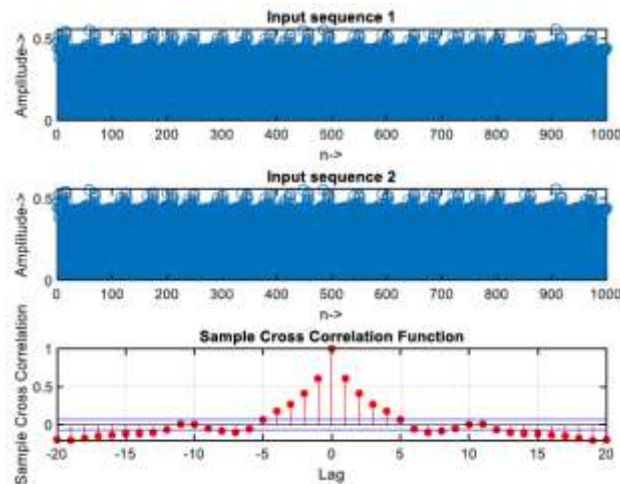 Input sequence 1
Amplitude->
0.5
0
0 100 200 300 400 500 600 700 800 900 1000
n->
Input sequence 2
Amplitude->
0.5
0
0 100 200 300 400 500 600 700 800 900 1000
n->
Sample Cross Correlation Function
Sample Cross Correlation
1
0.5
0
-20 -15 -10 -5 0 5 10 15 20
Lag